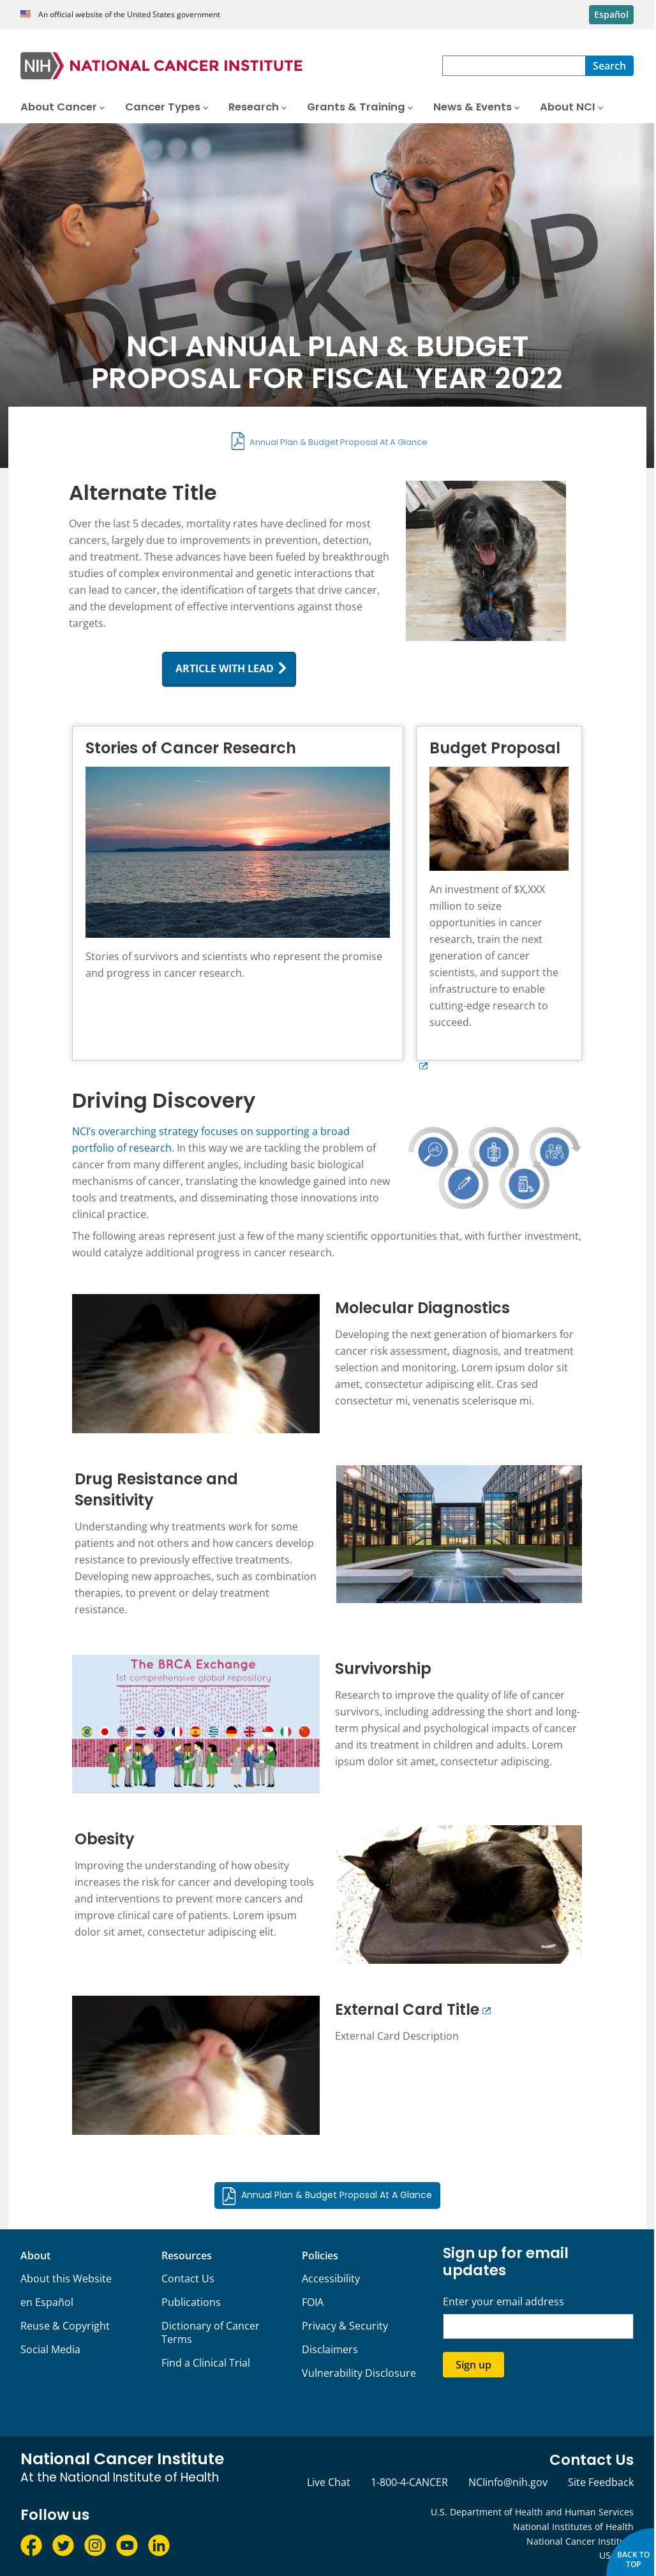 An official website of the United States government
Español
NIH NATIONAL CANCER INSTITUTE
Search
About Cancer
Cancer Types
Research
Grants & Training
News & Events
About NCI
DESKTOP
NCI ANNUAL PLAN & BUDGET
PROPOSAL FOR FISCAL YEAR 2022
Annual Plan & Budget Proposal At A Glance
Alternate Title
Over the last 5 decades, mortality rates have declined for most
cancers, largely due to improvements in prevention, detection,
and treatment. These advances have been fueled by breakthrough
studies of complex environmental and genetic interactions that
can lead to cancer, the identification of targets that drive cancer,
and the development of effective interventions against those
targets.
ARTICLE WITH LEAD
Stories of Cancer Research
Stories of survivors and scientists who represent the promise
and progress in cancer research.
Budget Proposal
An investment of $X,XXX
million to seize
opportunities in cancer
research, train the next
generation of cancer
scientists, and support the
infrastructure to enable
cutting-edge research to
succeed.
Driving Discovery
NCI’s overarching strategy focuses on supporting a broad
portfolio of research. In this way we are tackling the problem of
cancer from many different angles, including basic biological
mechanisms of cancer, translating the knowledge gained into new
tools and treatments, and disseminating those innovations into
clinical practice.
The following areas represent just a few of the many scientific opportunities that, with further investment,
would catalyze additional progress in cancer research.
Molecular Diagnostics
Developing the next generation of biomarkers for
cancer risk assessment, diagnosis, and treatment
selection and monitoring. Lorem ipsum dolor sit
amet, consectetur adipiscing elit. Cras sed
consectetur mi, venenatis scelerisque mi.
Drug Resistance and
Sensitivity
Understanding why treatments work for some
patients and not others and how cancers develop
resistance to previously effective treatments.
Developing new approaches, such as combination
therapies, to prevent or delay treatment
resistance.
The BRCA Exchange
1st comprehensive global repository
Survivorship
Research to improve the quality of life of cancer
survivors, including addressing the short and long-
term physical and psychological impacts of cancer
and its treatment in children and adults. Lorem
ipsum dolor sit amet, consectetur adipiscing.
Obesity
Improving the understanding of how obesity
increases the risk for cancer and developing tools
and interventions to prevent more cancers and
improve clinical care of patients. Lorem ipsum
dolor sit amet, consectetur adipiscing elit.
External Card Title
External Card Description
Annual Plan & Budget Proposal At A Glance
About
About this Website
en Español
Reuse & Copyright
Social Media
Resources
Contact Us
Publications
Dictionary of Cancer
Terms
Find a Clinical Trial
Policies
Accessibility
FOIA
Privacy & Security
Disclaimers
Vulnerability Disclosure
Sign up for email
updates
Enter your email address
Sign up
National Cancer Institute
At the National Institutes of Health
Contact Us
Live Chat
1-800-4-CANCER
NCIinfo@nih.gov
Site Feedback
Follow us
U.S. Department of Health and Human Services
National Institutes of Health
National Cancer Institu
US
BACK TO
TOP